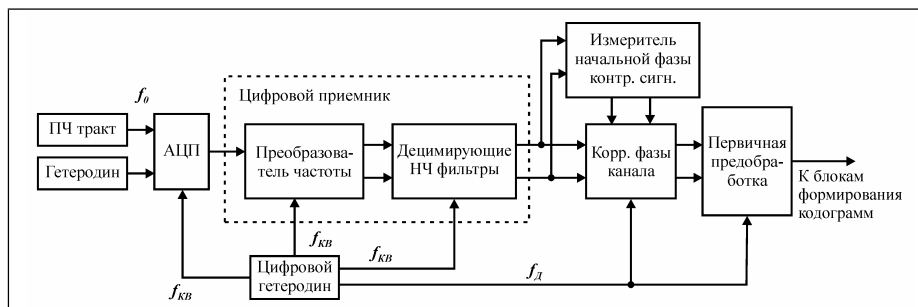 Измеритель
начальной фазы
контр. сигн.
Цифровой приемник
f0
ПЧ тракт
Гетеродин
АЦП
Преобразова-
тель частоты
Децимирующие
НЧ фильтры
Корр. фазы
канала
Первичная
предобра-
ботка
К блокам
формирования
кодограмм
fКВ
fКВ
fКВ
Цифровой
гетеродин
fД